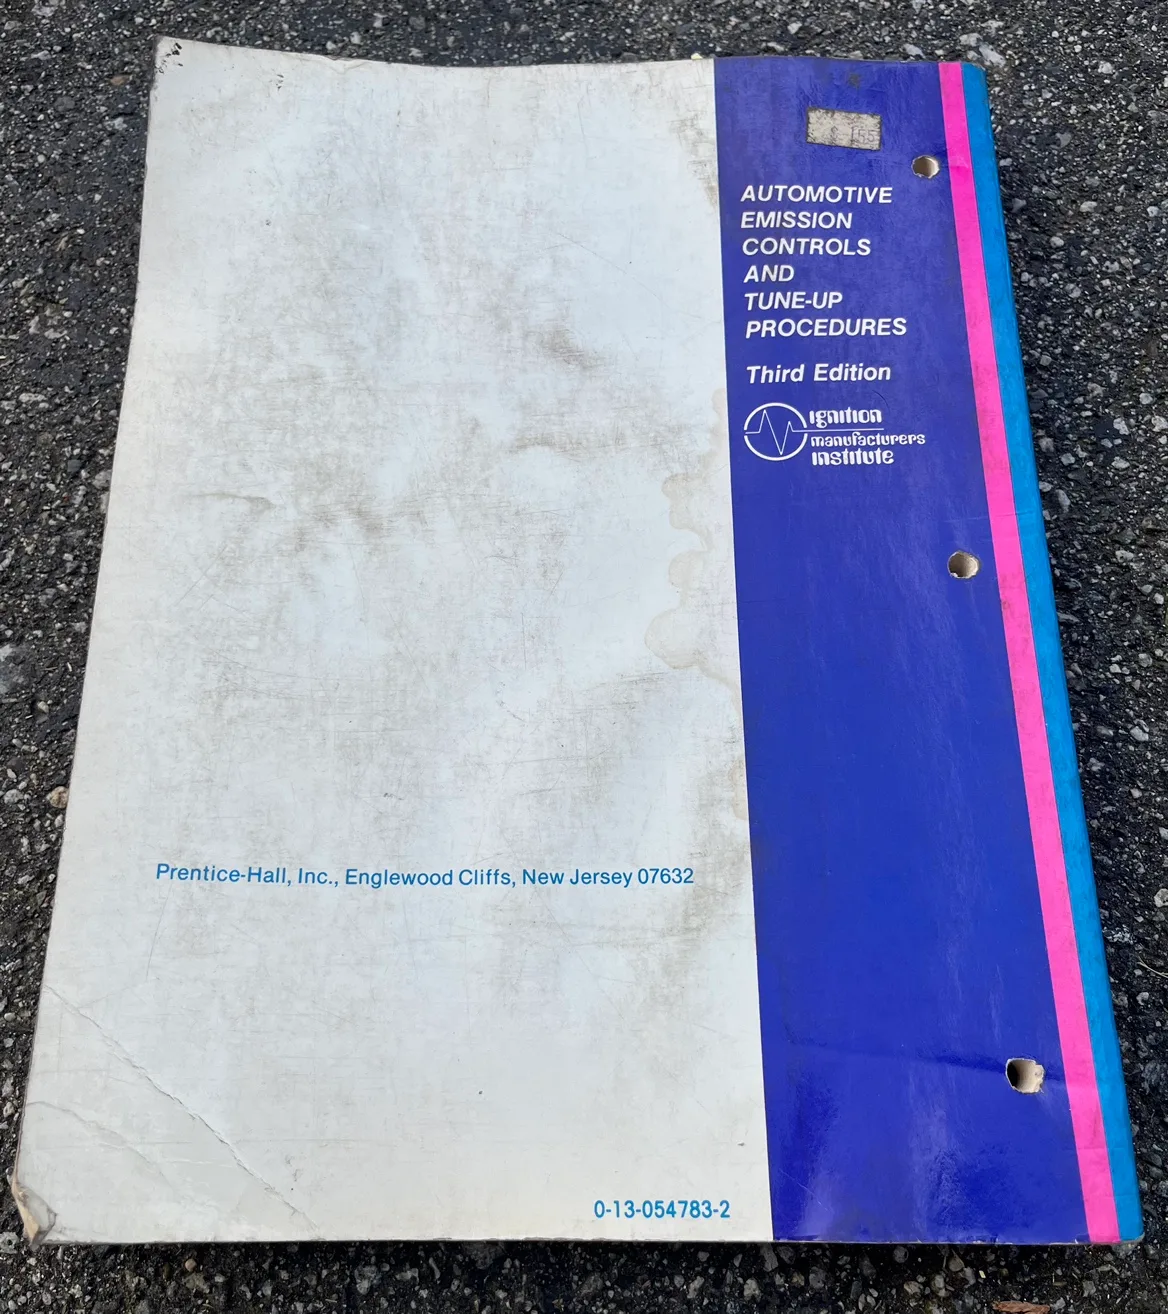 AUTOMOTIVE
EMISSION
CONTROLS
AND
TUNE-UP
PROCEDURES
Third Edition
ignition
manufacturers
institute
Prentice-Hall, Inc., Englewood Cliffs, New Jersey 07632
0-13-054783-2